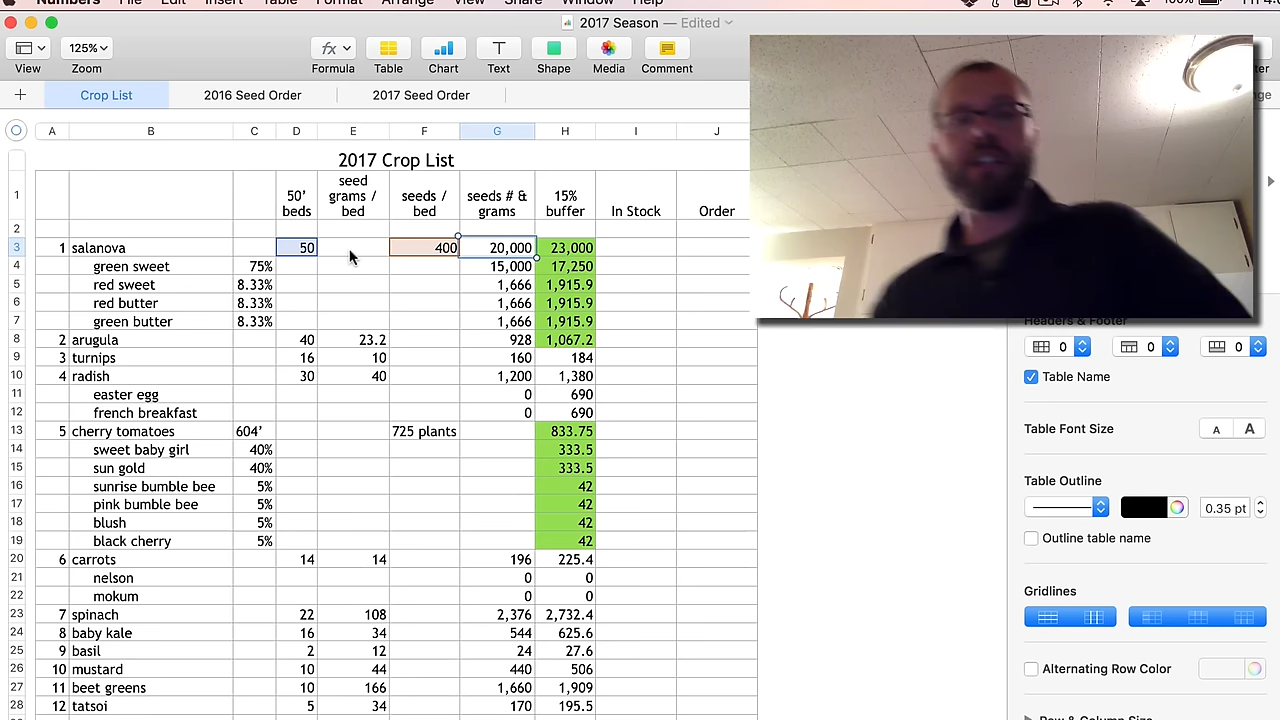 Numbers File Edit Insert Table Format Arrange View Share Window Help 100%
2017 Season — Edited
125%
View Zoom Formula Table Chart Text Shape Media Comment
Crop List 2016 Seed Order 2017 Seed Order
A B C D E F G H I J
2017 Crop List
1 50’ beds seed grams / bed seeds / bed seeds # & grams 15% buffer In Stock Order
2
3 1 salanova 50 400 20,000 23,000
4 green sweet 75% 15,000 17,250
5 red sweet 8.33% 1,666 1,915.9
6 red butter 8.33% 1,666 1,915.9
7 green butter 8.33% 1,666 1,915.9
8 2 arugula 40 23.2 928 1,067.2
9 3 turnips 16 10 160 184
10 4 radish 30 40 1,200 1,380
11 easter egg 0 690
12 french breakfast 0 690
13 5 cherry tomatoes 604’ 725 plants 833.75
14 sweet baby girl 40% 333.5
15 sun gold 40% 333.5
16 sunrise bumble bee 5% 42
17 pink bumble bee 5% 42
18 blush 5% 42
19 black cherry 5% 42
20 6 carrots 14 14 196 225.4
21 nelson 0 0
22 mokum 0 0
23 7 spinach 22 108 2,376 2,732.4
24 8 baby kale 16 34 544 625.6
25 9 basil 2 12 24 27.6
26 10 mustard 10 44 440 506
27 11 beet greens 10 166 1,660 1,909
28 12 tatsoi 5 34 170 195.5
Headers & Footer
0 0 0
Table Name
Table Font Size A A
Table Outline
0.35 pt
Outline table name
Gridlines
Alternating Row Color
Row & Column Size